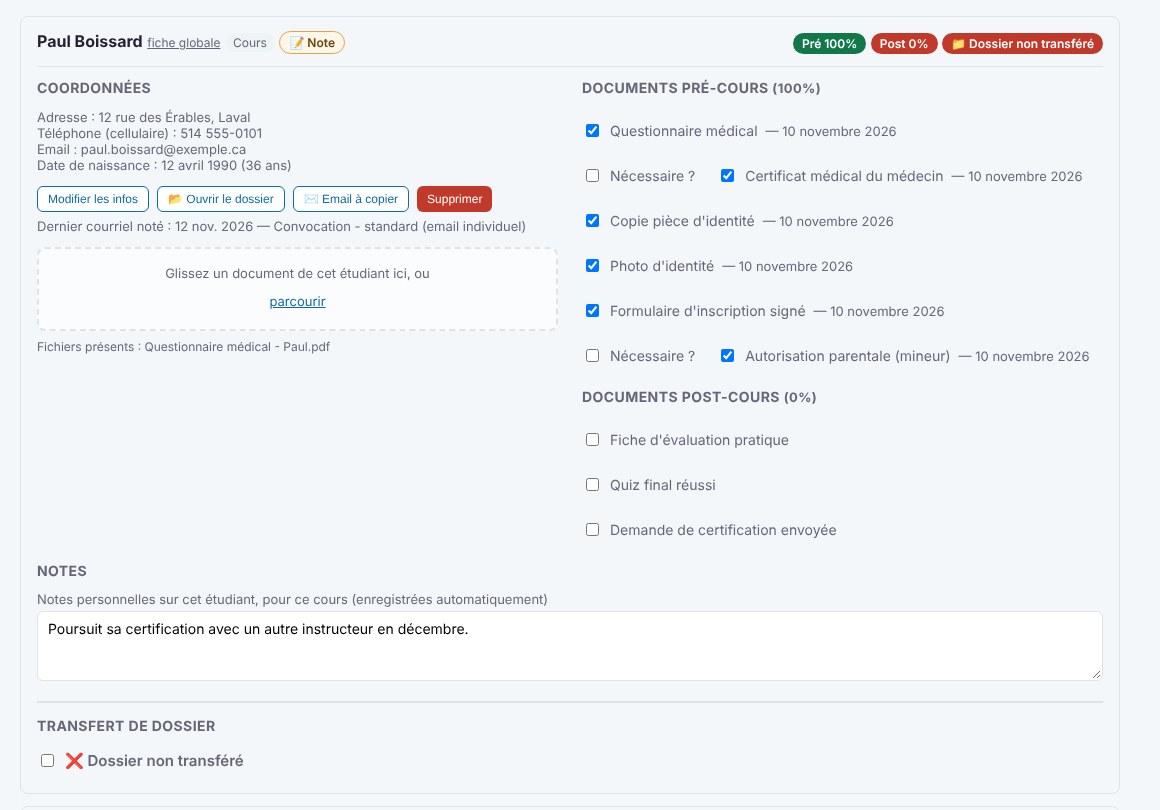 Paul Boissard fiche globale Cours 📝 Note
Pré 100% Post 0% 📁 Dossier non transféré
COORDONNÉES
Adresse : 12 rue des Érables, Laval
Téléphone (cellulaire) : 514 555-0101
Email : paul.boissard@exemple.ca
Date de naissance : 12 avril 1990 (36 ans)
Modifier les infos 📂 Ouvrir le dossier ✉️ Email à copier Supprimer
Dernier courriel noté : 12 nov. 2026 — Convocation - standard (email individuel)
Glissez un document de cet étudiant ici, ou
parcourir
Fichiers présents : Questionnaire médical - Paul.pdf
DOCUMENTS PRÉ-COURS (100%)
Questionnaire médical — 10 novembre 2026
Nécessaire ? Certificat médical du médecin — 10 novembre 2026
Copie pièce d'identité — 10 novembre 2026
Photo d'identité — 10 novembre 2026
Formulaire d'inscription signé — 10 novembre 2026
Nécessaire ? Autorisation parentale (mineur) — 10 novembre 2026
DOCUMENTS POST-COURS (0%)
Fiche d'évaluation pratique
Quiz final réussi
Demande de certification envoyée
NOTES
Notes personnelles sur cet étudiant, pour ce cours (enregistrées automatiquement)
Poursuit sa certification avec un autre instructeur en décembre.
TRANSFERT DE DOSSIER
❌ Dossier non transféré